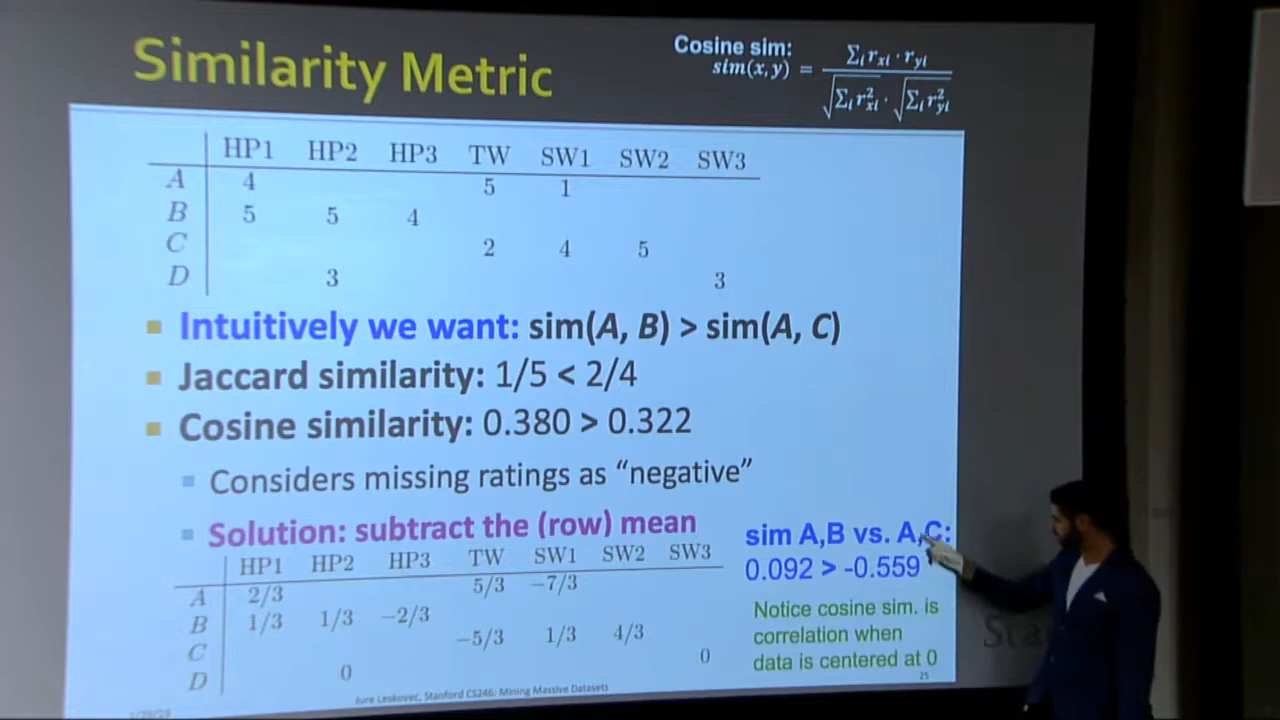 Similarity Metric
Cosine sim:
sim(x, y) = Σᵢ rₓᵢ · rᵧᵢ / √Σᵢ r²ₓᵢ · √Σᵢ r²ᵧᵢ
HP1 HP2 HP3 TW SW1 SW2 SW3
A 4 5 1
B 5 5 4
C 2 4 5
D 3 3
Intuitively we want: sim(A, B) > sim(A, C)
Jaccard similarity: 1/5 < 2/4
Cosine similarity: 0.380 > 0.322
Considers missing ratings as “negative”
Solution: subtract the (row) mean
HP1 HP2 HP3 TW SW1 SW2 SW3
A 2/3 5/3 −7/3
B 1/3 1/3 −2/3
C −5/3 1/3 4/3
D 0 0
sim A,B vs. A,C:
0.092 > -0.559
Notice cosine sim. is
correlation when
data is centered at 0
Jure Leskovec, Stanford CS246: Mining Massive Datasets
25